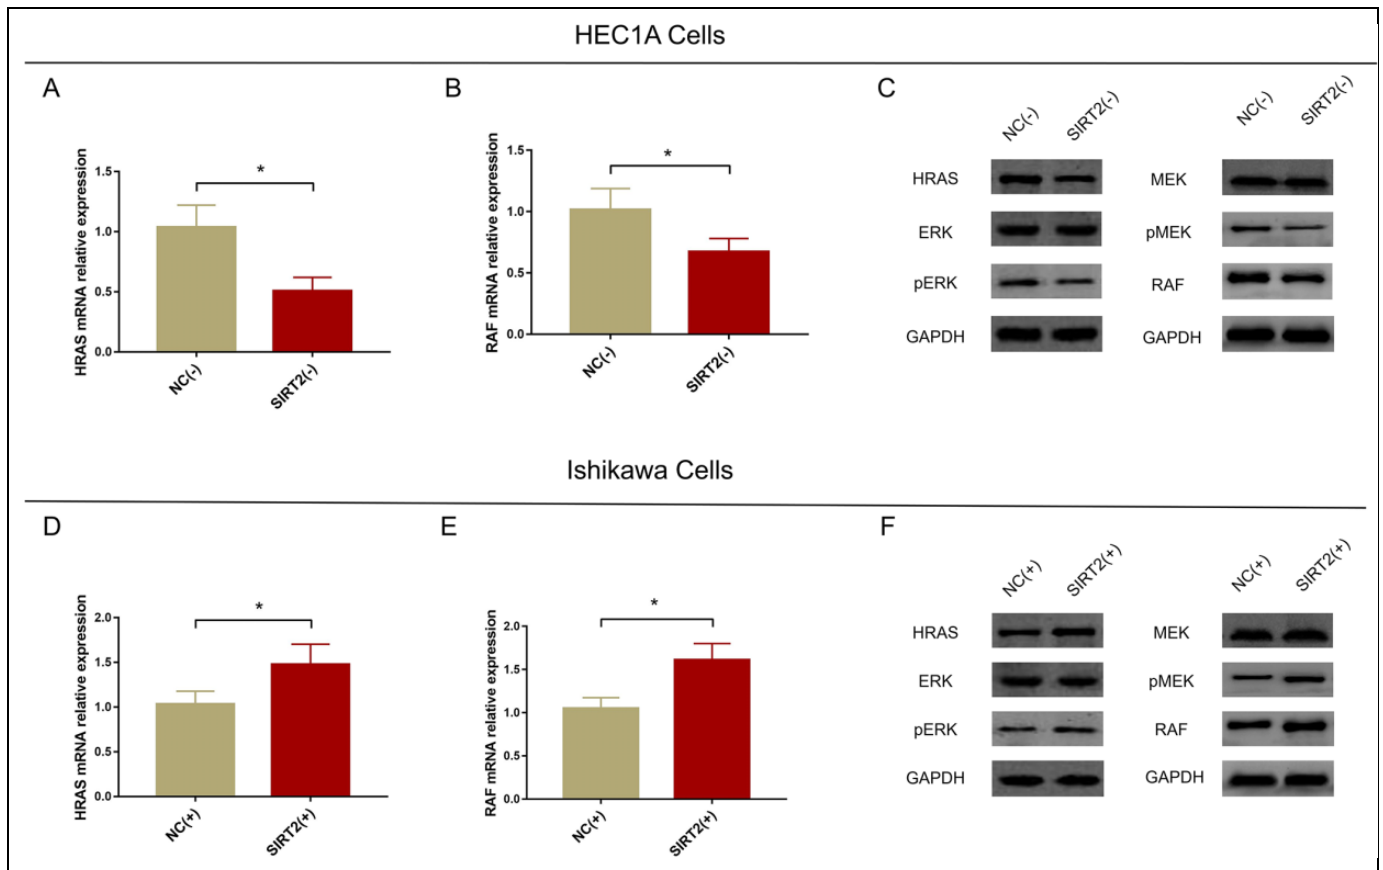 HEC1A Cells
A
HRAS mRNA relative expression
1.5
1.0
0.5
0.0
*
NC(-)
SIRT2(-)
B
RAF mRNA relative expression
1.5
1.0
0.5
0.0
*
NC(-)
SIRT2(-)
C
NC(-) SIRT2(-)
HRAS
ERK
pERK
GAPDH
NC(-) SIRT2(-)
MEK
pMEK
RAF
GAPDH
Ishikawa Cells
D
HRAS mRNA relative expression
2.0
1.5
1.0
0.5
0.0
*
NC(+)
SIRT2(+)
E
RAF mRNA relative expression
2.0
1.5
1.0
0.5
0.0
*
NC(+)
SIRT2(+)
F
NC(+) SIRT2(+)
HRAS
ERK
pERK
GAPDH
NC(+) SIRT2(+)
MEK
pMEK
RAF
GAPDH